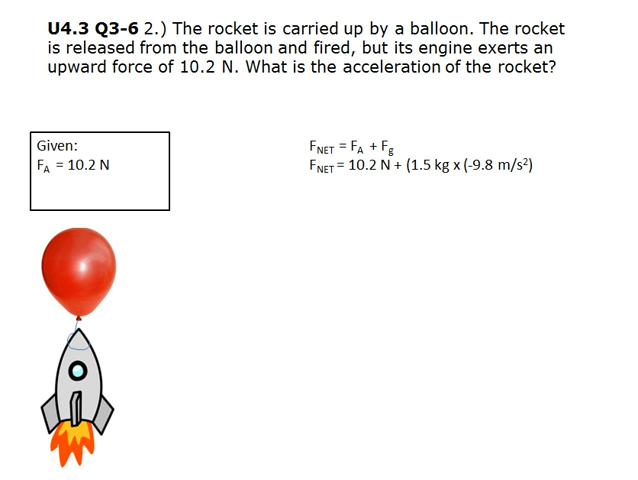 U4.3 Q3-6 2.) The rocket is carried up by a balloon. The rocket
is released from the balloon and fired, but its engine exerts an
upward force of 10.2 N. What is the acceleration of the rocket?
Given:
FA = 10.2 N
FNET = FA + Fg
FNET = 10.2 N + (1.5 kg x (-9.8 m/s²)